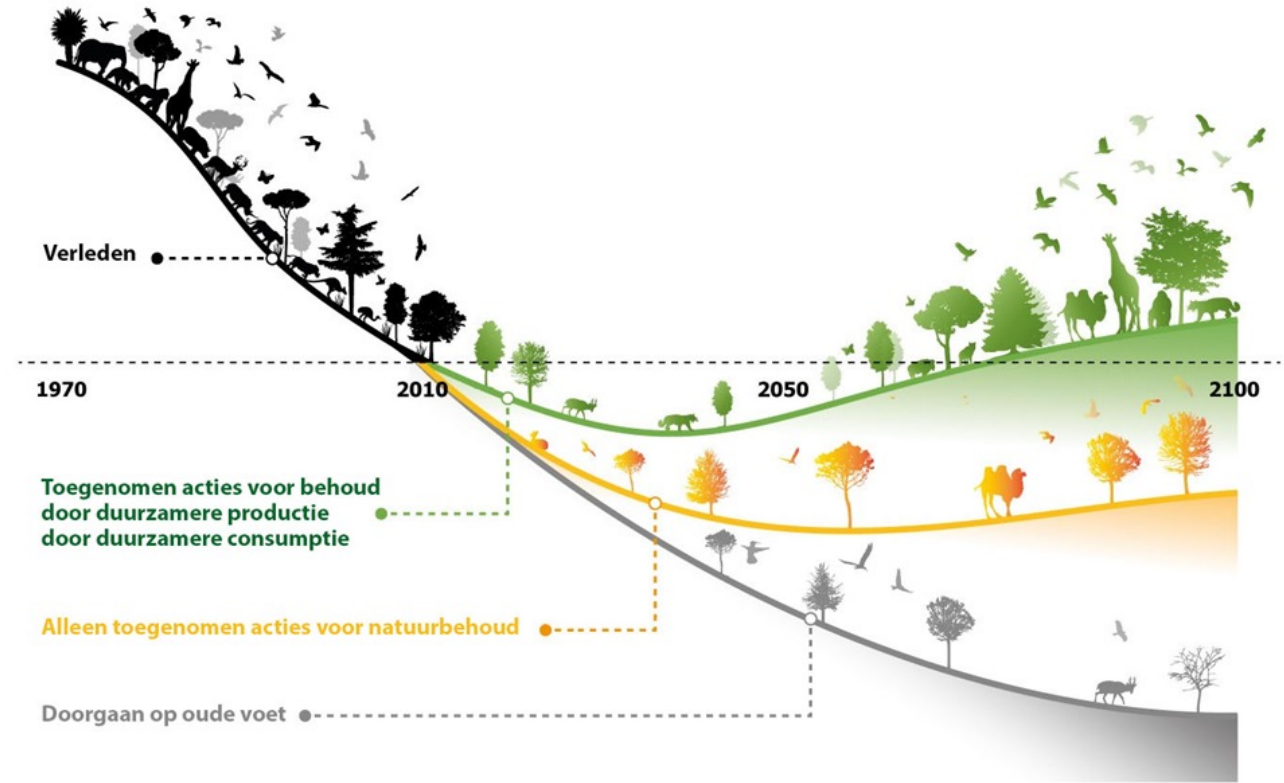 Verleden
1970
2010
2050
2100
Toegenomen acties voor behoud
door duurzamere productie
door duurzamere consumptie
Alleen toegenomen acties voor natuurbehoud
Doorgaan op oude voet